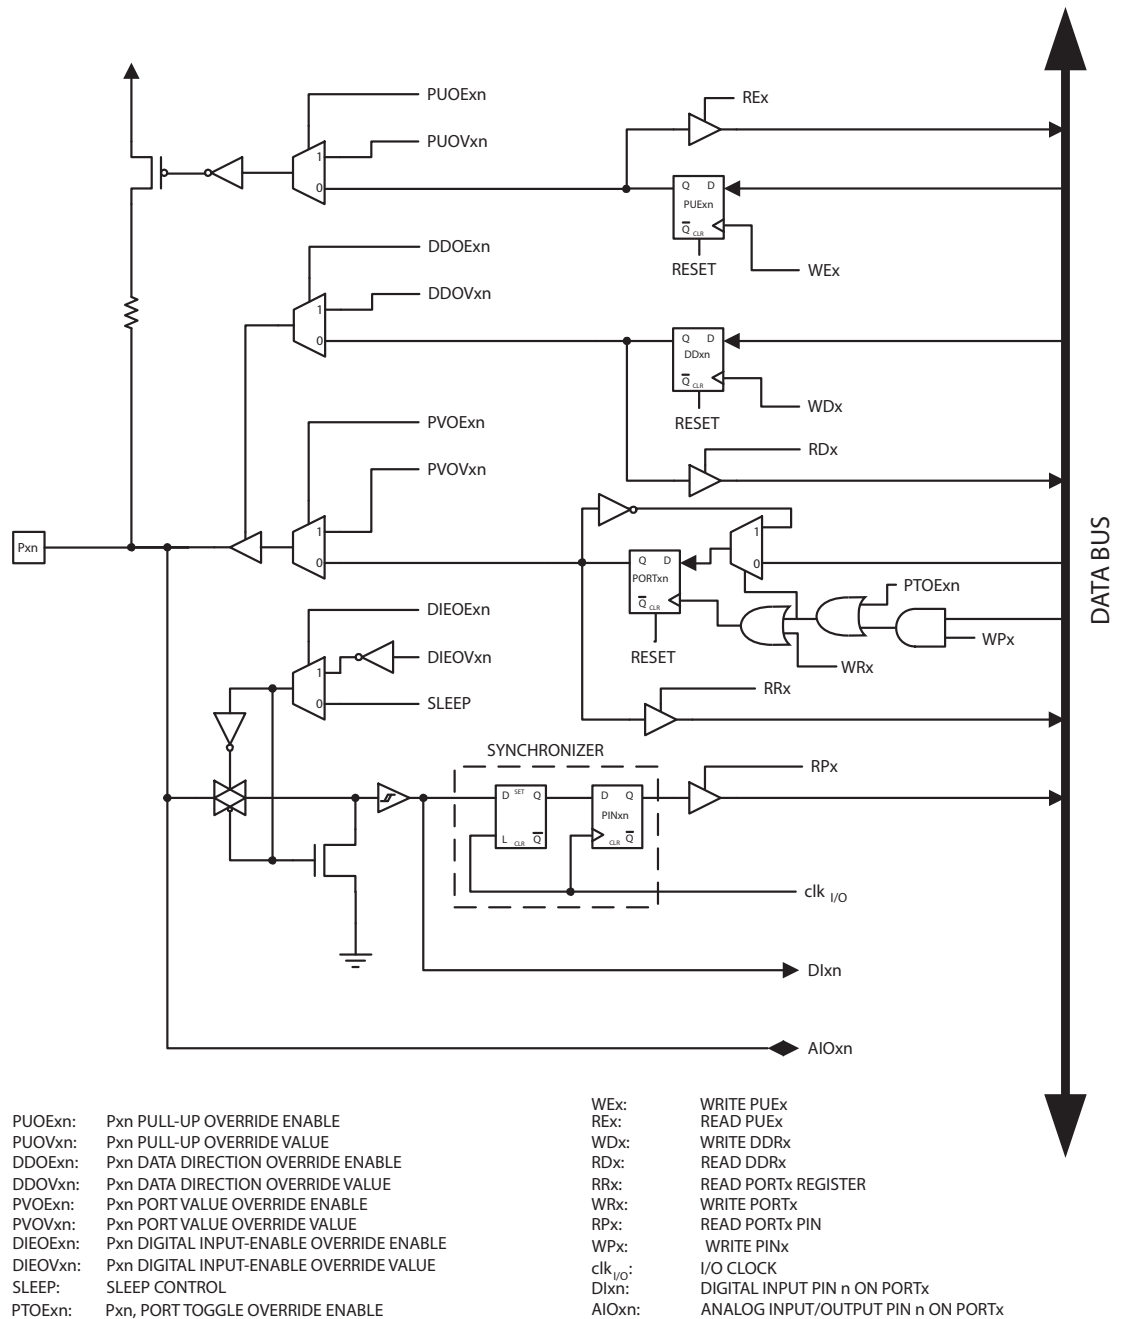 PUOExn
REx
PUOVxn
1
0
Q D
PUExn
Q CLR
RESET
WEx
DDOExn
DDOVxn
1
0
Q D
DDxn
Q CLR
RESET
WDx
PVOExn
RDx
PVOVxn
Pxn
1
0
Q D
PORTxn
Q CLR
RESET
1
0
PTOExn
WPx
WRx
DATA BUS
DIEOExn
DIEOVxn
1
0
SLEEP
RRx
SYNCHRONIZER
RPx
D SET Q
L CLR Q
D Q
PINxn
CLR Q
clk I/O
DIxn
AIOxn
PUOExn: Pxn PULL-UP OVERRIDE ENABLE
PUOVxn: Pxn PULL-UP OVERRIDE VALUE
DDOExn: Pxn DATA DIRECTION OVERRIDE ENABLE
DDOVxn: Pxn DATA DIRECTION OVERRIDE VALUE
PVOExn: Pxn PORT VALUE OVERRIDE ENABLE
PVOVxn: Pxn PORT VALUE OVERRIDE VALUE
DIEOExn: Pxn DIGITAL INPUT-ENABLE OVERRIDE ENABLE
DIEOVxn: Pxn DIGITAL INPUT-ENABLE OVERRIDE VALUE
SLEEP: SLEEP CONTROL
PTOExn: Pxn, PORT TOGGLE OVERRIDE ENABLE
WEx: WRITE PUEx
REx: READ PUEx
WDx: WRITE DDRx
RDx: READ DDRx
RRx: READ PORTx REGISTER
WRx: WRITE PORTx
RPx: READ PORTx PIN
WPx: WRITE PINx
clk I/O: I/O CLOCK
DIxn: DIGITAL INPUT PIN n ON PORTx
AIOxn: ANALOG INPUT/OUTPUT PIN n ON PORTx